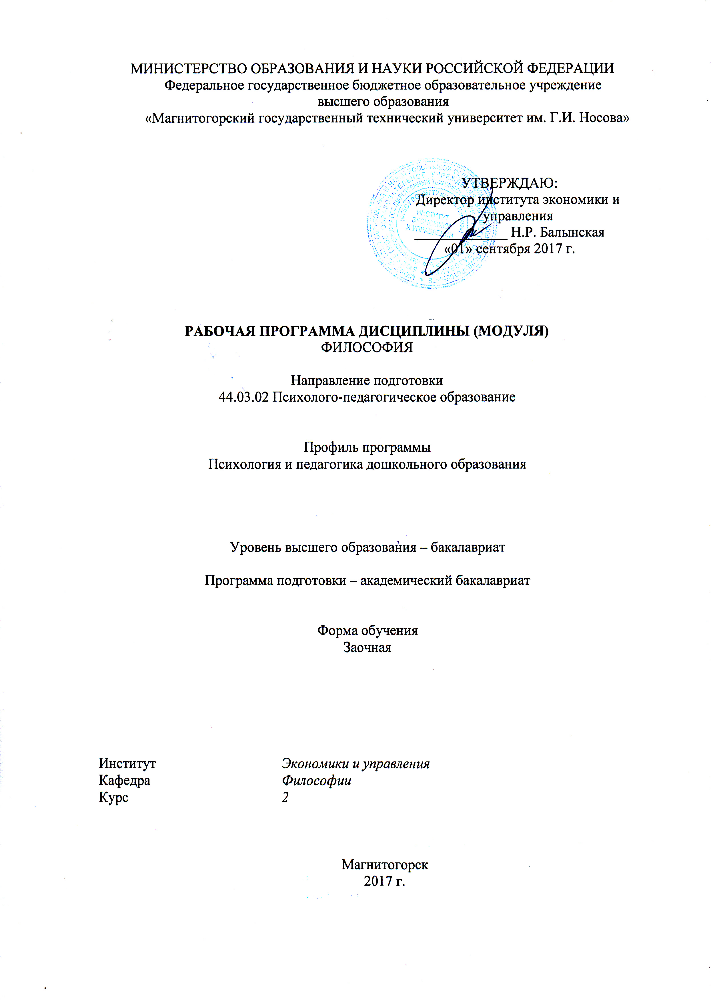 МИНИСТЕРСТВО ОБРАЗОВАНИЯ И НАУКИ РОССИЙСКОЙ ФЕДЕРАЦИИ
Федеральное государственное бюджетное образовательное учреждение
высшего образования
«Магнитогорский государственный технический университет им. Г.И. Носова»
УТВЕРЖДАЮ:
Директор института экономики и
управления
Н.Р. Балынская
«01» сентября 2017 г.
ИНСТИТУТ
ЭКОНОМИКИ
И УПРАВЛЕНИЯ
РАБОЧАЯ ПРОГРАММА ДИСЦИПЛИНЫ (МОДУЛЯ)
ФИЛОСОФИЯ
Направление подготовки
44.03.02 Психолого-педагогическое образование
Профиль программы
Психология и педагогика дошкольного образования
Уровень высшего образования – бакалавриат
Программа подготовки – академический бакалавриат
Форма обучения
Заочная
Институт Экономики и управления
Кафедра Философии
Курс 2
Магнитогорск
2017 г.